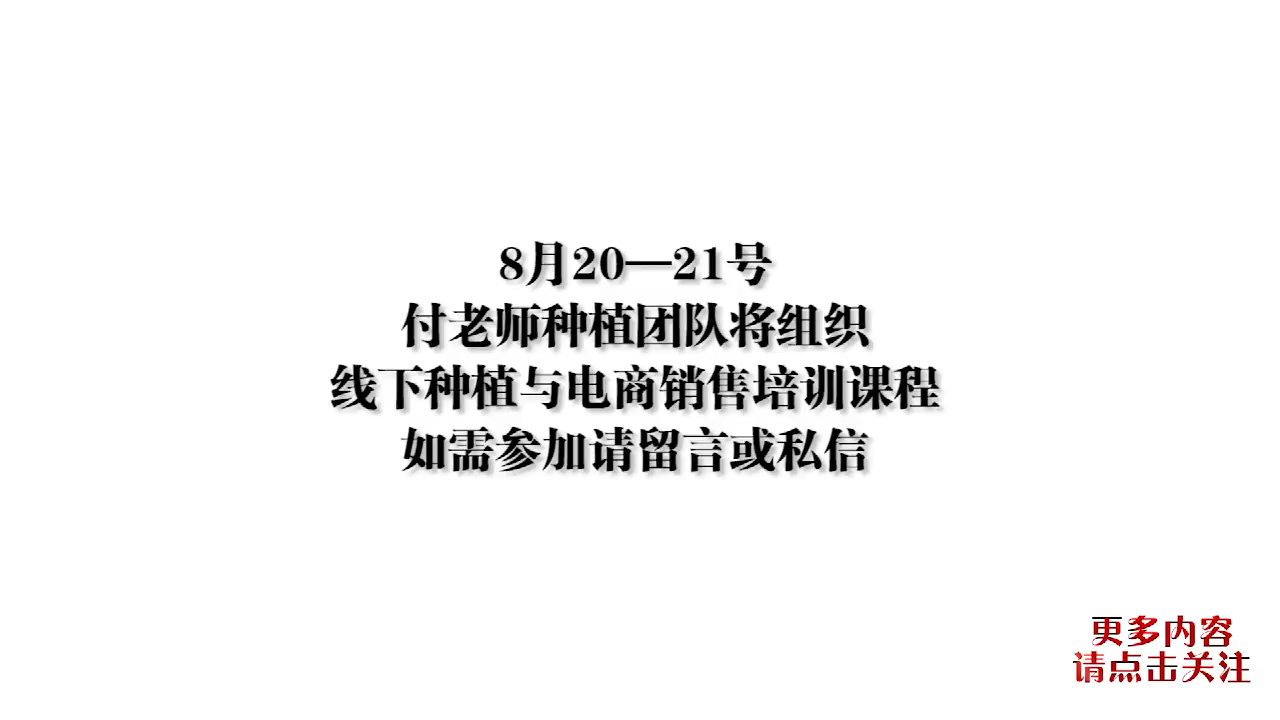 8月20—21号
付老师种植团队将组织
线下种植与电商销售培训课程
如需参加请留言或私信
更多内容
请点击关注